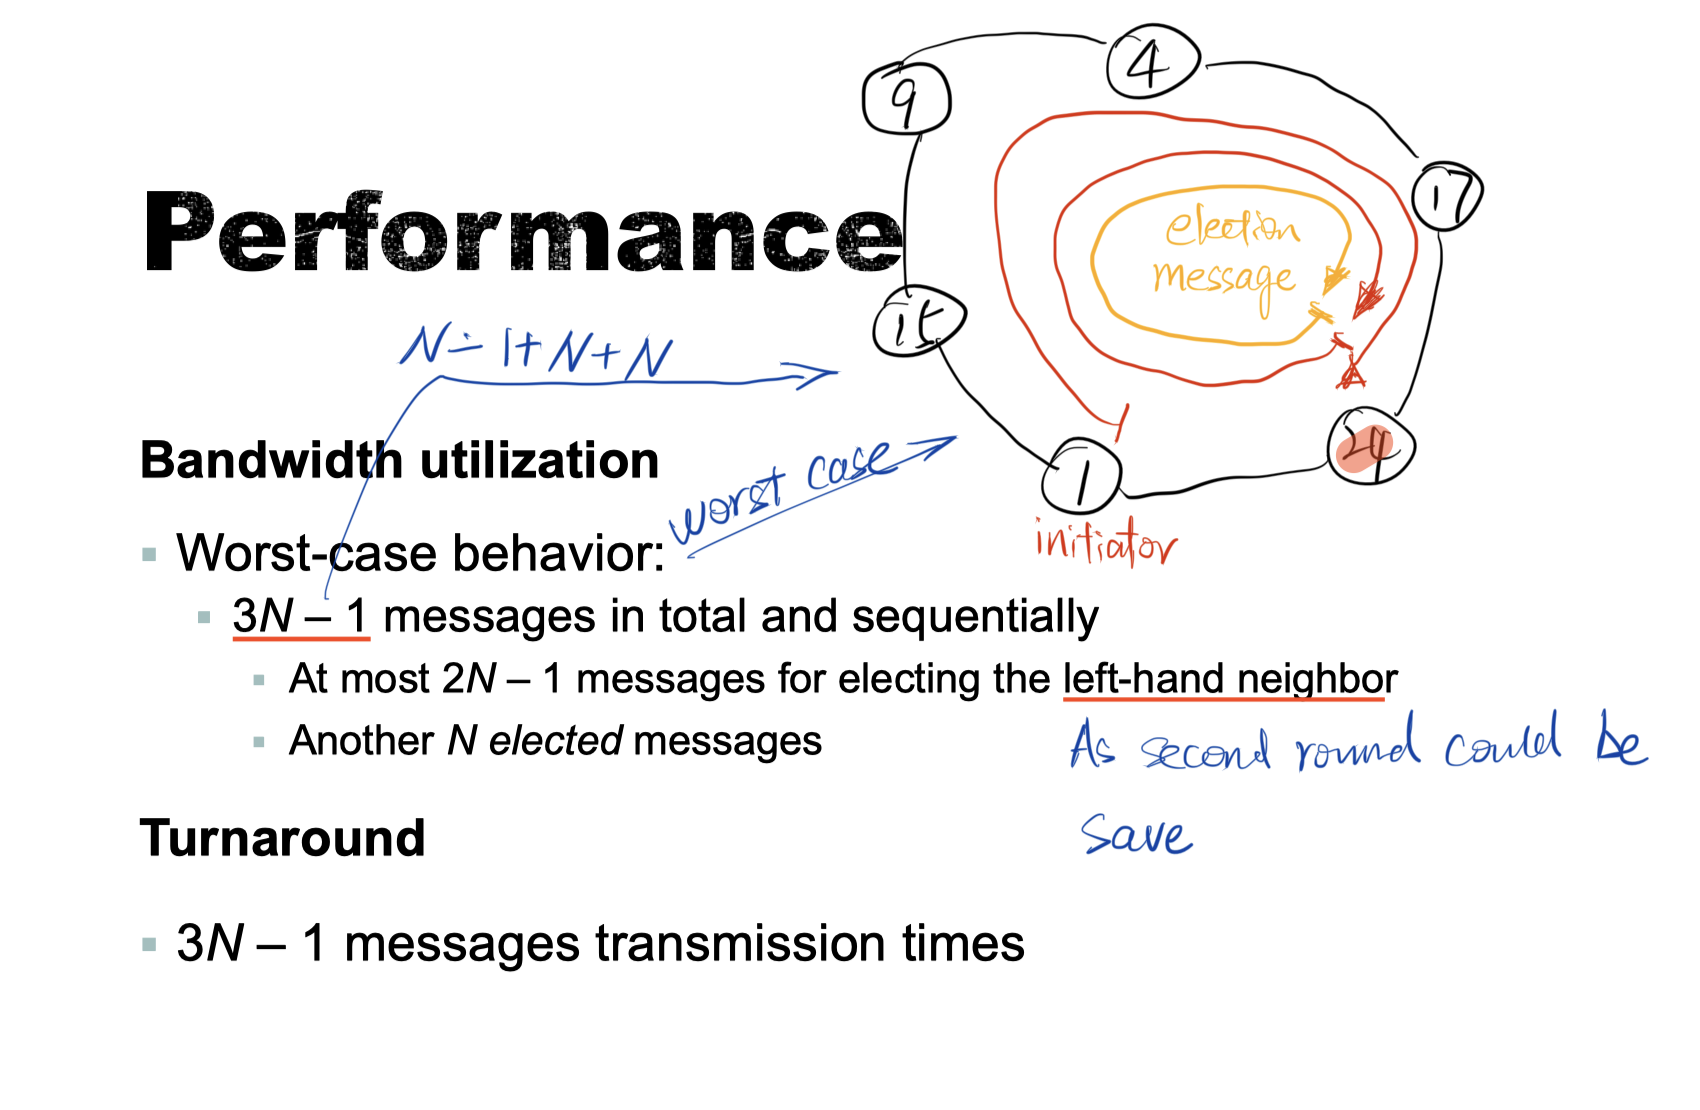 4
9
17
election
message
Performance
15
N - 1 + N + N
24
Bandwidth utilization
worst case
1
initiator
▪ Worst-case behavior:
▪ 3N – 1 messages in total and sequentially
▪ At most 2N – 1 messages for electing the left-hand neighbor
▪ Another N elected messages
As second round could be
save
Turnaround
▪ 3N – 1 messages transmission times